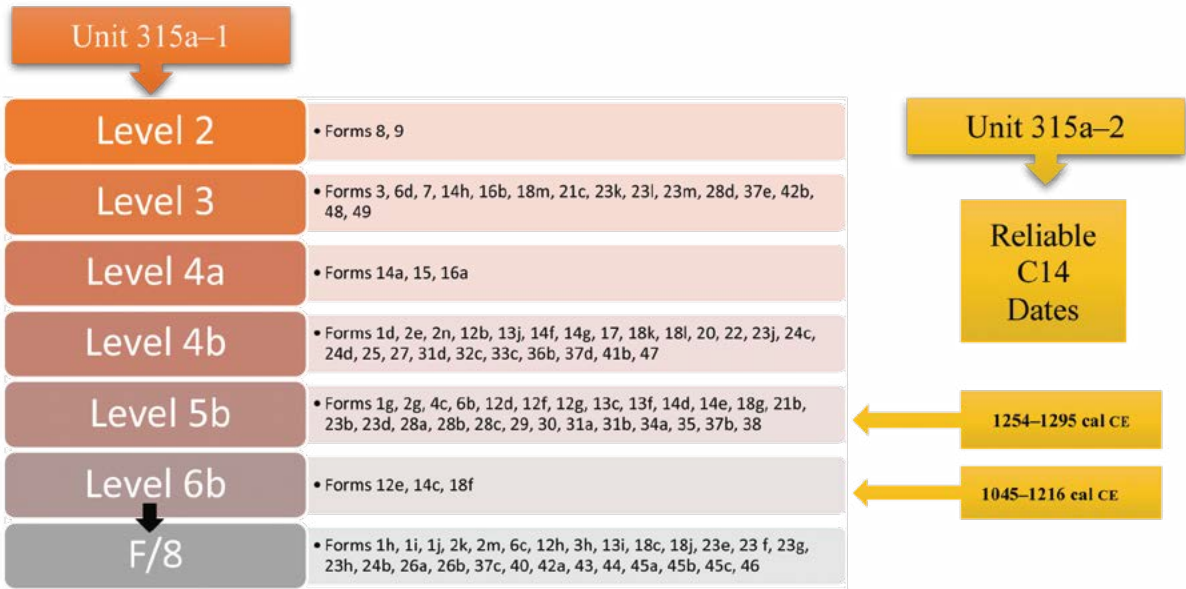 Unit 315a–1
Level 2
• Forms 8, 9
Level 3
• Forms 3, 6d, 7, 14h, 16b, 18m, 21c, 23k, 23l, 23m, 28d, 37e, 42b,
48, 49
Level 4a
• Forms 14a, 15, 16a
Level 4b
• Forms 1d, 2e, 2n, 12b, 13j, 14f, 14g, 17, 18k, 18l, 20, 22, 23j, 24c,
24d, 25, 27, 31d, 32c, 33c, 36b, 37d, 41b, 47
Level 5b
• Forms 1g, 2g, 4c, 6b, 12d, 12f, 12g, 13c, 13f, 14d, 14e, 18g, 21b,
23b, 23d, 28a, 28b, 28c, 29, 30, 31a, 31b, 34a, 35, 37b, 38
Level 6b
• Forms 12e, 14c, 18f
F/8
• Forms 1h, 1i, 1j, 2k, 2m, 6c, 12h, 3h, 13i, 18c, 18j, 23e, 23 f, 23g,
23h, 24b, 26a, 26b, 37c, 40, 42a, 43, 44, 45a, 45b, 45c, 46
Unit 315a–2
Reliable
C14
Dates
1254–1295 cal CE
1045–1216 cal CE